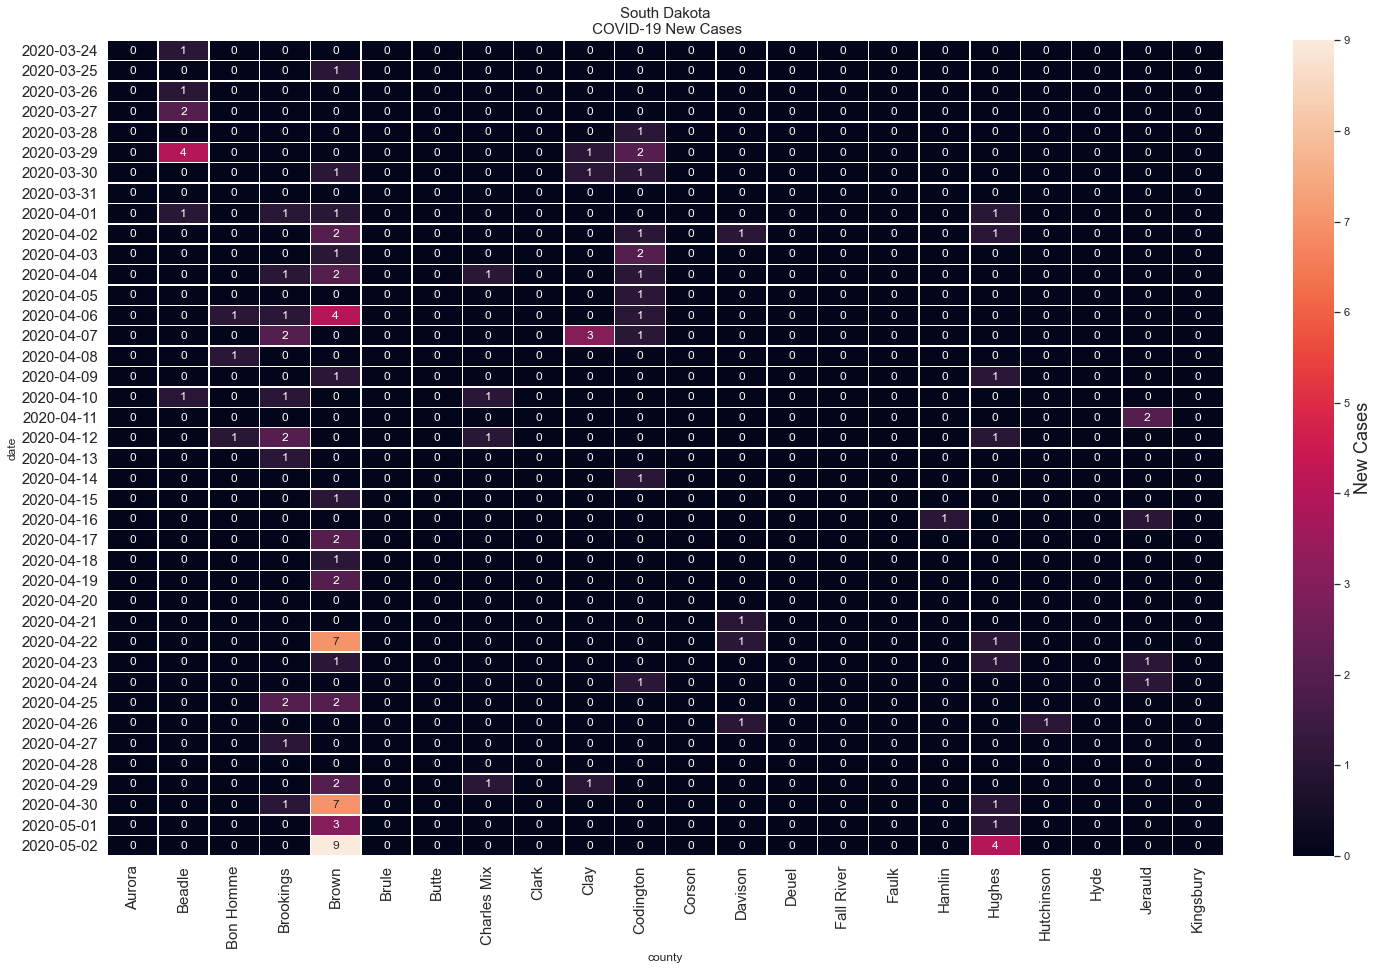 South Dakota
COVID-19 New Cases
2020-03-24 0 1 0 0 0 0 0 0 0 0 0 0 0 0 0 0 0 0 0 0 0 0
2020-03-25 0 0 0 0 1 0 0 0 0 0 0 0 0 0 0 0 0 0 0 0 0 0
2020-03-26 0 1 0 0 0 0 0 0 0 0 0 0 0 0 0 0 0 0 0 0 0 0
2020-03-27 0 2 0 0 0 0 0 0 0 0 0 0 0 0 0 0 0 0 0 0 0 0
2020-03-28 0 0 0 0 0 0 0 0 0 0 1 0 0 0 0 0 0 0 0 0 0 0
2020-03-29 0 4 0 0 0 0 0 0 0 1 2 0 0 0 0 0 0 0 0 0 0 0
2020-03-30 0 0 0 0 1 0 0 0 0 1 1 0 0 0 0 0 0 0 0 0 0 0
2020-03-31 0 0 0 0 0 0 0 0 0 0 0 0 0 0 0 0 0 0 0 0 0 0
2020-04-01 0 1 0 1 1 0 0 0 0 0 0 0 0 0 0 0 0 1 0 0 0 0
2020-04-02 0 0 0 0 2 0 0 0 0 0 1 0 1 0 0 0 0 1 0 0 0 0
2020-04-03 0 0 0 0 1 0 0 0 0 0 2 0 0 0 0 0 0 0 0 0 0 0
2020-04-04 0 0 0 1 2 0 0 1 0 0 1 0 0 0 0 0 0 0 0 0 0 0
2020-04-05 0 0 0 0 0 0 0 0 0 0 1 0 0 0 0 0 0 0 0 0 0 0
2020-04-06 0 0 1 1 4 0 0 0 0 0 1 0 0 0 0 0 0 0 0 0 0 0
2020-04-07 0 0 0 2 0 0 0 0 0 3 1 0 0 0 0 0 0 0 0 0 0 0
2020-04-08 0 0 1 0 0 0 0 0 0 0 0 0 0 0 0 0 0 0 0 0 0 0
2020-04-09 0 0 0 0 1 0 0 0 0 0 0 0 0 0 0 0 0 1 0 0 0 0
2020-04-10 0 1 0 1 0 0 0 1 0 0 0 0 0 0 0 0 0 0 0 0 0 0
2020-04-11 0 0 0 0 0 0 0 0 0 0 0 0 0 0 0 0 0 0 0 0 2 0
2020-04-12 0 0 1 2 0 0 0 1 0 0 0 0 0 0 0 0 0 1 0 0 0 0
2020-04-13 0 0 0 1 0 0 0 0 0 0 0 0 0 0 0 0 0 0 0 0 0 0
2020-04-14 0 0 0 0 0 0 0 0 0 0 1 0 0 0 0 0 0 0 0 0 0 0
2020-04-15 0 0 0 0 1 0 0 0 0 0 0 0 0 0 0 0 0 0 0 0 0 0
2020-04-16 0 0 0 0 0 0 0 0 0 0 0 0 0 0 0 0 1 0 0 0 1 0
2020-04-17 0 0 0 0 2 0 0 0 0 0 0 0 0 0 0 0 0 0 0 0 0 0
2020-04-18 0 0 0 0 1 0 0 0 0 0 0 0 0 0 0 0 0 0 0 0 0 0
2020-04-19 0 0 0 0 2 0 0 0 0 0 0 0 0 0 0 0 0 0 0 0 0 0
2020-04-20 0 0 0 0 0 0 0 0 0 0 0 0 0 0 0 0 0 0 0 0 0 0
2020-04-21 0 0 0 0 0 0 0 0 0 0 0 0 1 0 0 0 0 0 0 0 0 0
2020-04-22 0 0 0 0 7 0 0 0 0 0 0 0 1 0 0 0 0 1 0 0 0 0
2020-04-23 0 0 0 0 1 0 0 0 0 0 0 0 0 0 0 0 0 1 0 0 1 0
2020-04-24 0 0 0 0 0 0 0 0 0 0 1 0 0 0 0 0 0 0 0 0 1 0
2020-04-25 0 0 0 2 2 0 0 0 0 0 0 0 0 0 0 0 0 0 0 0 0 0
2020-04-26 0 0 0 0 0 0 0 0 0 0 0 0 1 0 0 0 0 0 1 0 0 0
2020-04-27 0 0 0 1 0 0 0 0 0 0 0 0 0 0 0 0 0 0 0 0 0 0
2020-04-28 0 0 0 0 0 0 0 0 0 0 0 0 0 0 0 0 0 0 0 0 0 0
2020-04-29 0 0 0 0 2 0 0 1 0 1 0 0 0 0 0 0 0 0 0 0 0 0
2020-04-30 0 0 0 1 7 0 0 0 0 0 0 0 0 0 0 0 0 1 0 0 0 0
2020-05-01 0 0 0 0 3 0 0 0 0 0 0 0 0 0 0 0 0 1 0 0 0 0
2020-05-02 0 0 0 0 9 0 0 0 0 0 0 0 0 0 0 0 0 4 0 0 0 0
date
Aurora
Beadle
Bon Homme
Brookings
Brown
Brule
Butte
Charles Mix
Clark
Clay
Codington
Corson
Davison
Deuel
Fall River
Faulk
Hamlin
Hughes
Hutchinson
Hyde
Jerauld
Kingsbury
county
9
8
7
6
5
4
3
2
1
0
New Cases